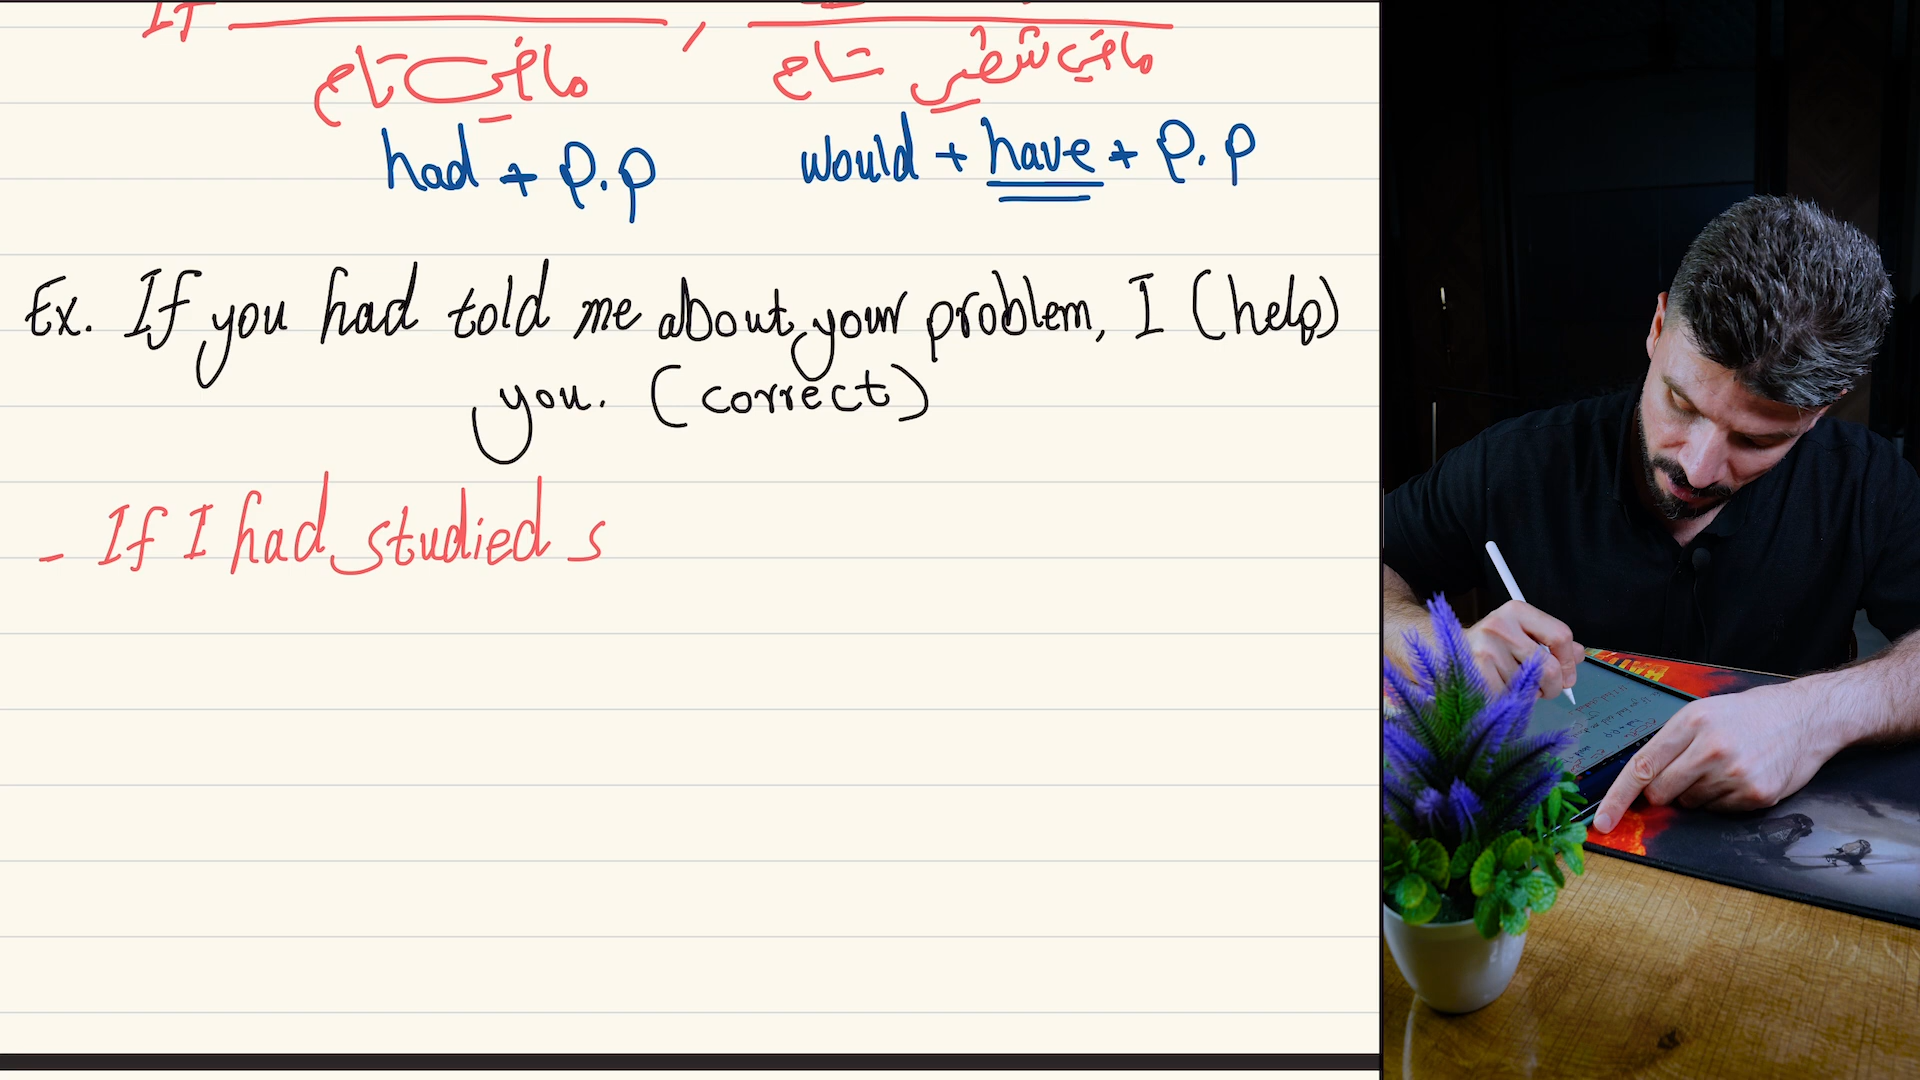 If ————, ————
ماضي تام ماضي شرطي تام
had + P.P would + have + P.P
Ex. If you had told me about your problem, I (help)
you. (correct)
- If I had studied s